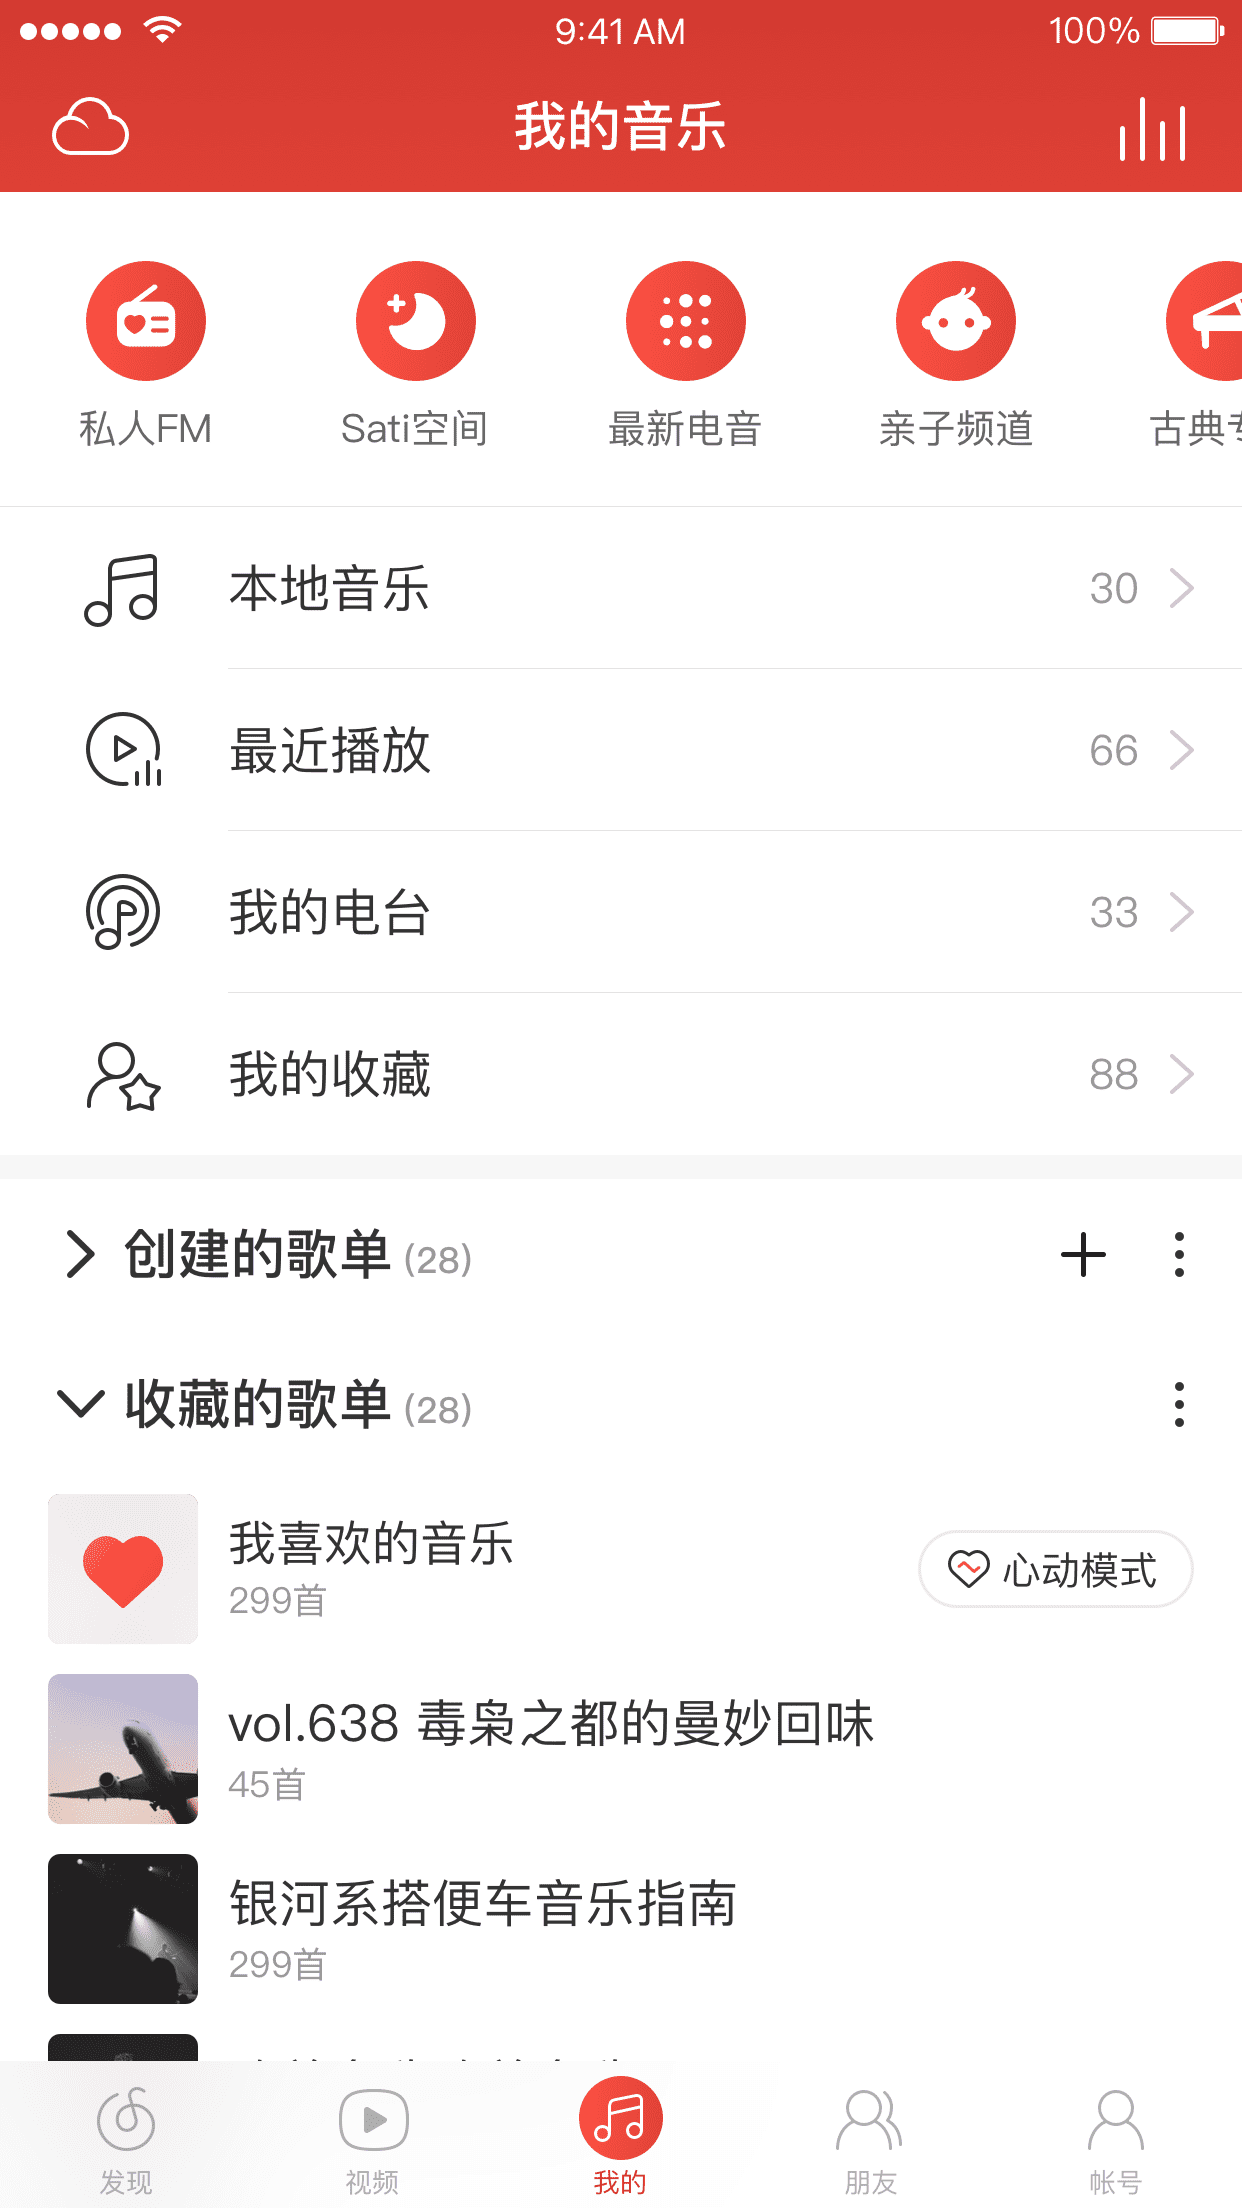 9:41 AM
100%
我的音乐
私人FM
Sati空间
最新电音
亲子频道
古典
本地音乐
30
最近播放
66
我的电台
33
我的收藏
88
创建的歌单 (28)
收藏的歌单 (28)
我喜欢的音乐
299首
心动模式
vol.638 毒枭之都的曼妙回味
45首
银河系搭便车音乐指南
299首
发现
视频
我的
朋友
帐号